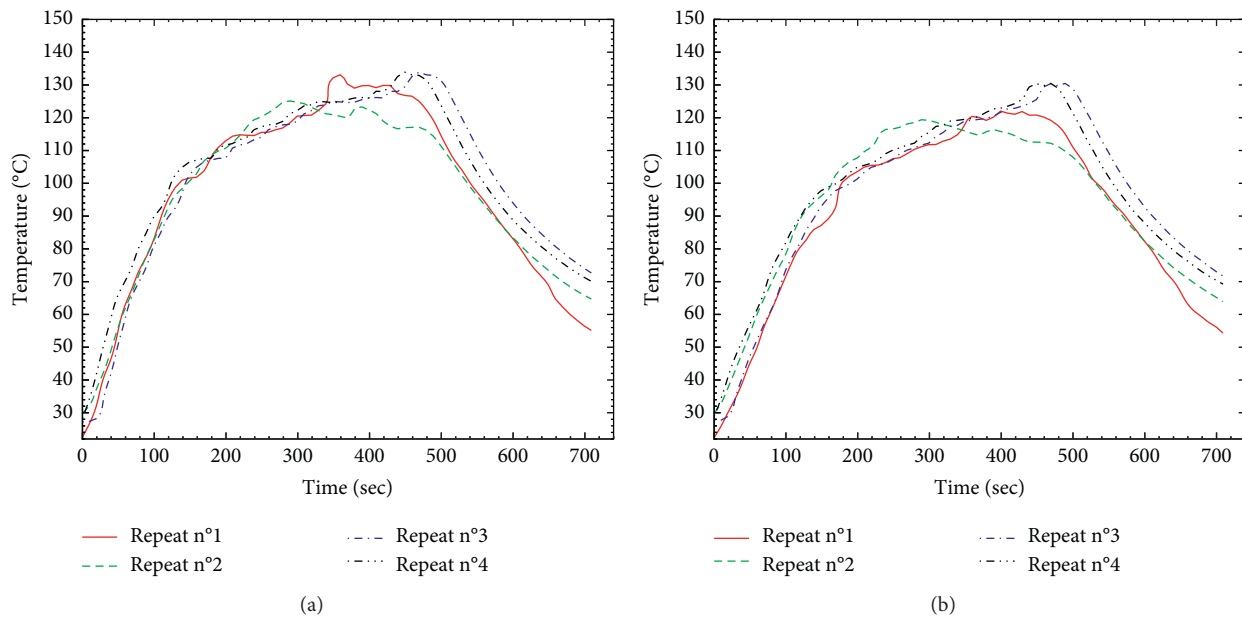 150
140
130
120
110
100
90
80
70
60
50
40
30
Temperature (°C)
0 100 200 300 400 500 600 700
Time (sec)
Repeat n°1
Repeat n°2
Repeat n°3
Repeat n°4
(a)
150
140
130
120
110
100
90
80
70
60
50
40
30
Temperature (°C)
0 100 200 300 400 500 600 700
Time (sec)
Repeat n°1
Repeat n°2
Repeat n°3
Repeat n°4
(b)